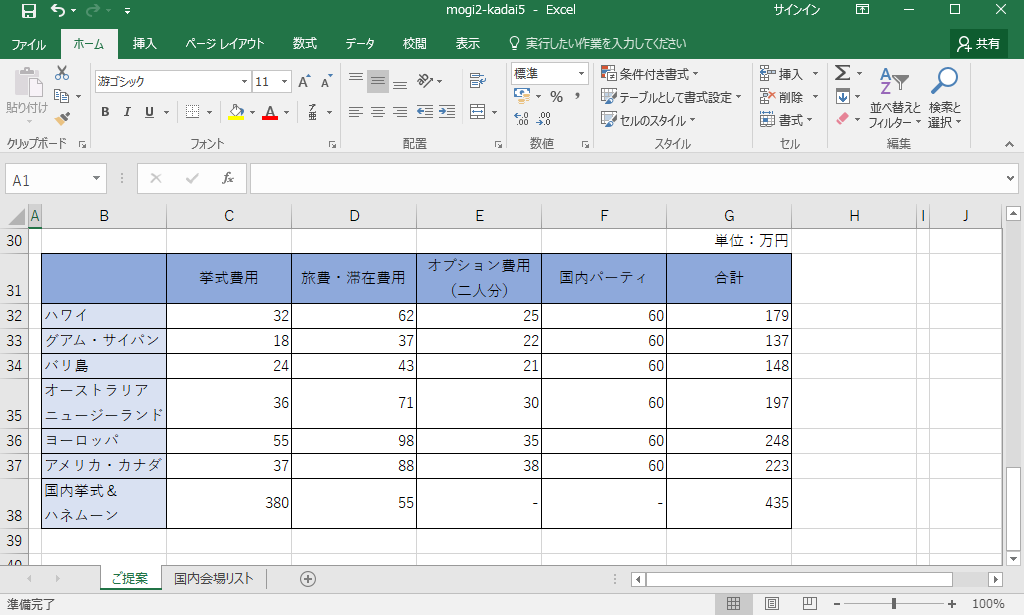 mogi2-kadai5 - Excel サインイン
ファイル ホーム 挿入 ページ レイアウト 数式 データ 校閲 表示 実行したい作業を入力してください 共有
貼り付け
クリップボード
游ゴシック 11
B I U
フォント
配置
標準
%
数値
条件付き書式
テーブルとして書式設定
セルのスタイル
スタイル
挿入
削除
書式
セル
並べ替えと
フィルター
検索と
選択
編集
A1 fx
A B C D E F G H I J
30 単位：万円
31 挙式費用 旅費・滞在費用 オプション費用
（二人分） 国内パーティ 合計
32 ハワイ 32 62 25 60 179
33 グアム・サイパン 18 37 22 60 137
34 バリ島 24 43 21 60 148
35 オーストラリア
ニュージーランド 36 71 30 60 197
36 ヨーロッパ 55 98 35 60 248
37 アメリカ・カナダ 37 88 38 60 223
38 国内挙式＆
ハネムーン 380 55 - - 435
39
40
ご提案 国内会場リスト
準備完了 100%